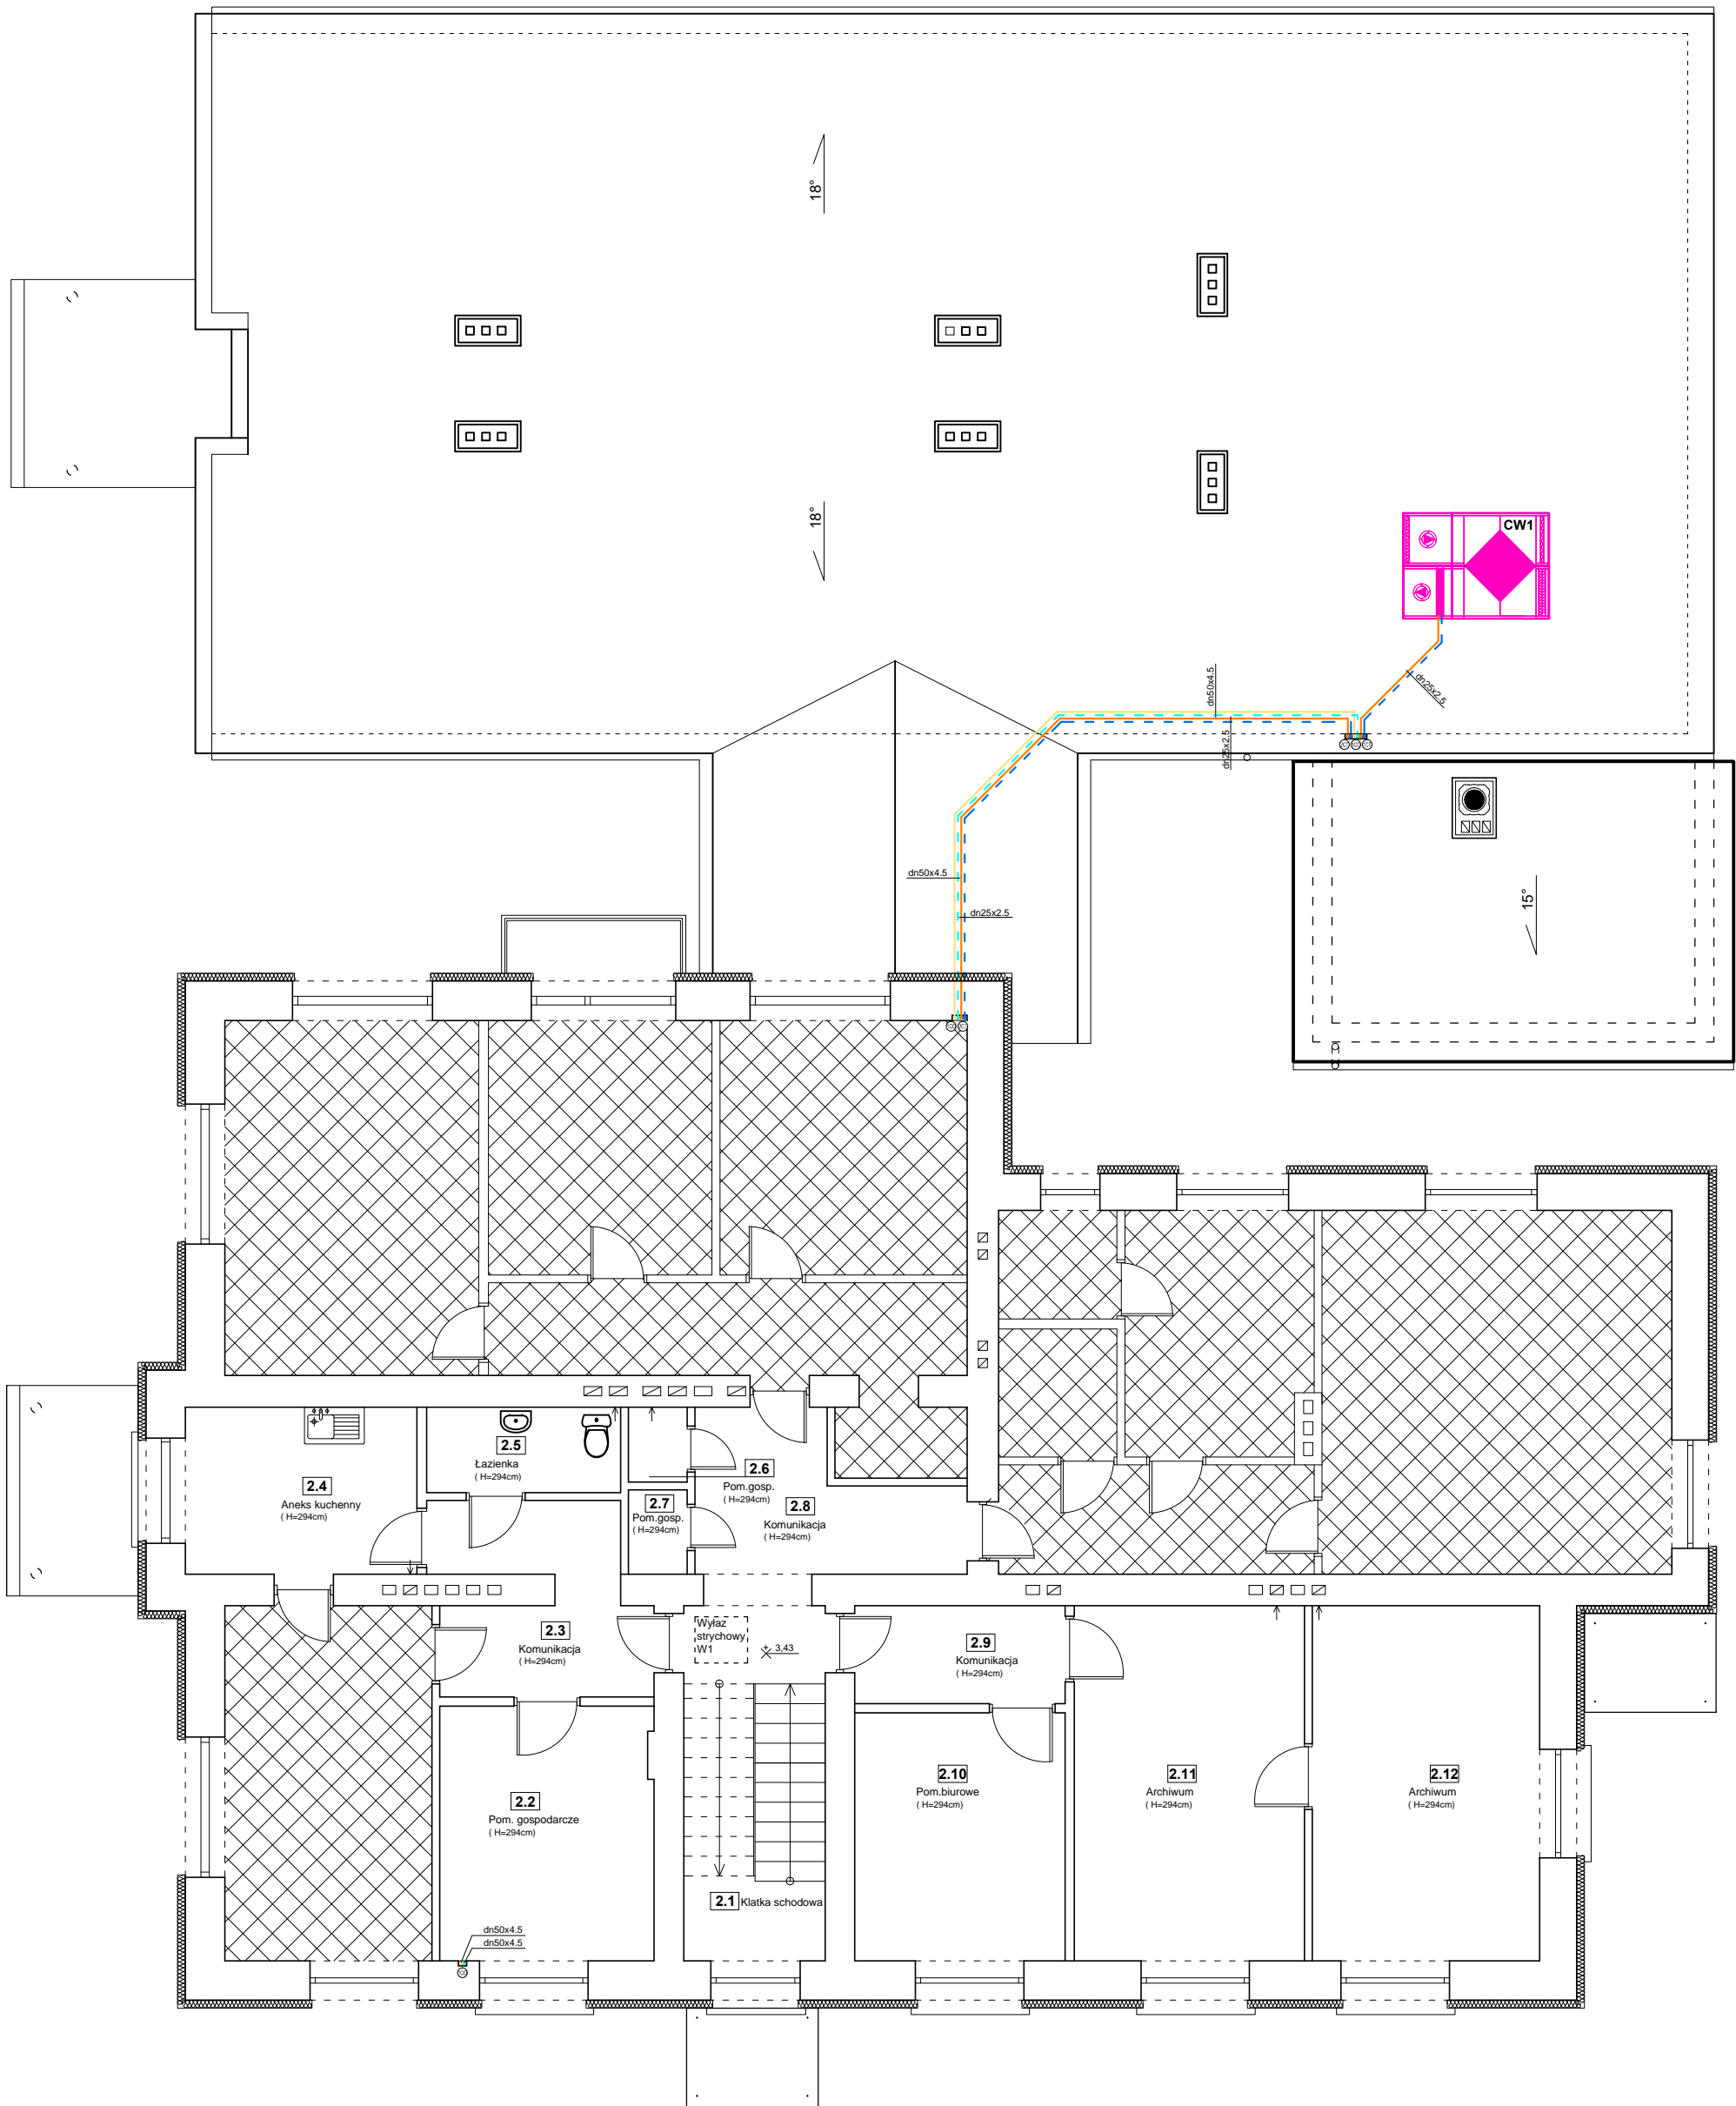 18°
18°
CW1
dn50x4.5
dn25x2.5
dn25x2.5
dn50x4.5
dn25x2.5
15°
2.5
Łazienka
( H=294cm)
2.4
Aneks kuchenny
( H=294cm)
2.6
Pom.gosp.
( H=294cm)
2.7
Pom.gosp.
( H=294cm)
2.8
Komunikacja
( H=294cm)
2.3
Komunikacja
( H=294cm)
Wyłaz
strychowy
W1
3,43
2.9
Komunikacja
( H=294cm)
2.2
Pom. gospodarcze
( H=294cm)
2.10
Pom.biurowe
( H=294cm)
2.11
Archiwum
( H=294cm)
2.12
Archiwum
( H=294cm)
2.1 Klatka schodowa
dn50x4.5
dn50x4.5